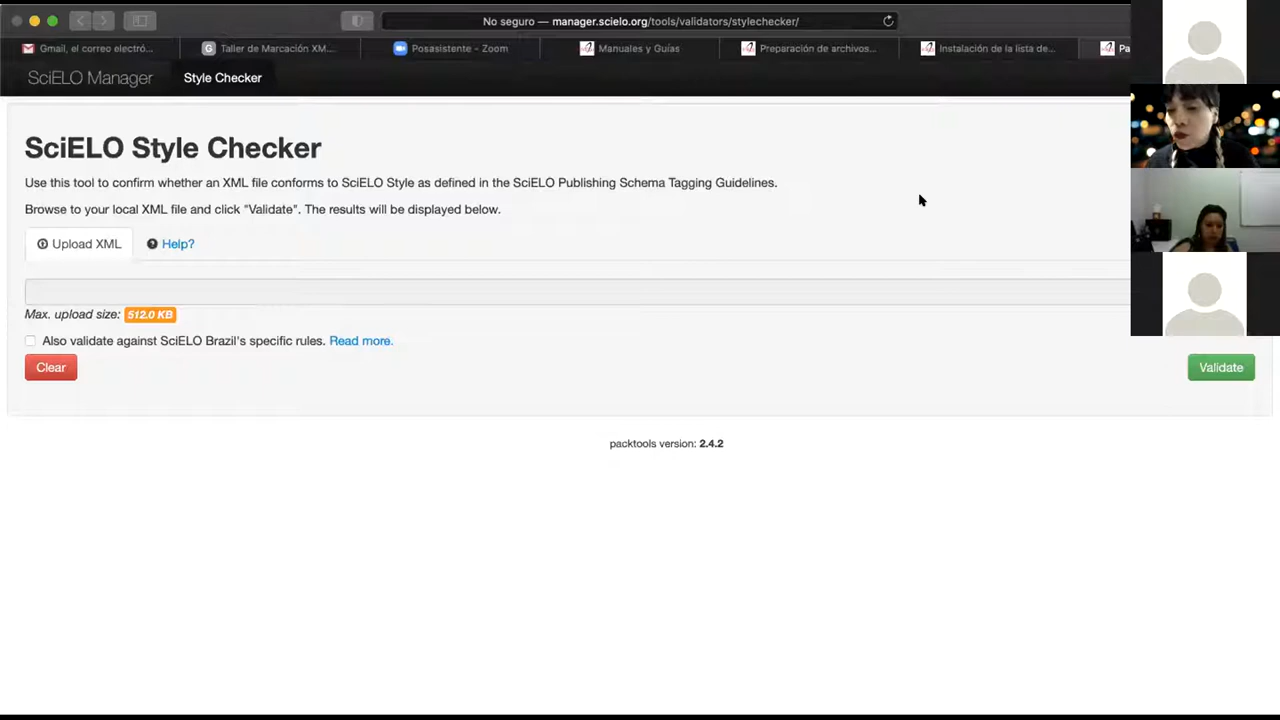 No seguro — manager.scielo.org/tools/validators/stylechecker/
Gmail, el correo electró...
Taller de Marcación XM...
Posasistente - Zoom
Manuales y Guías
Preparación de archivos...
Instalación de la lista de...
Pa
SciELO Manager
Style Checker
SciELO Style Checker
Use this tool to confirm whether an XML file conforms to SciELO Style as defined in the SciELO Publishing Schema Tagging Guidelines.
Browse to your local XML file and click “Validate”. The results will be displayed below.
Upload XML
Help?
Max. upload size: 512.0 KB
Also validate against SciELO Brazil's specific rules. Read more.
Clear
Validate
packtools version: 2.4.2